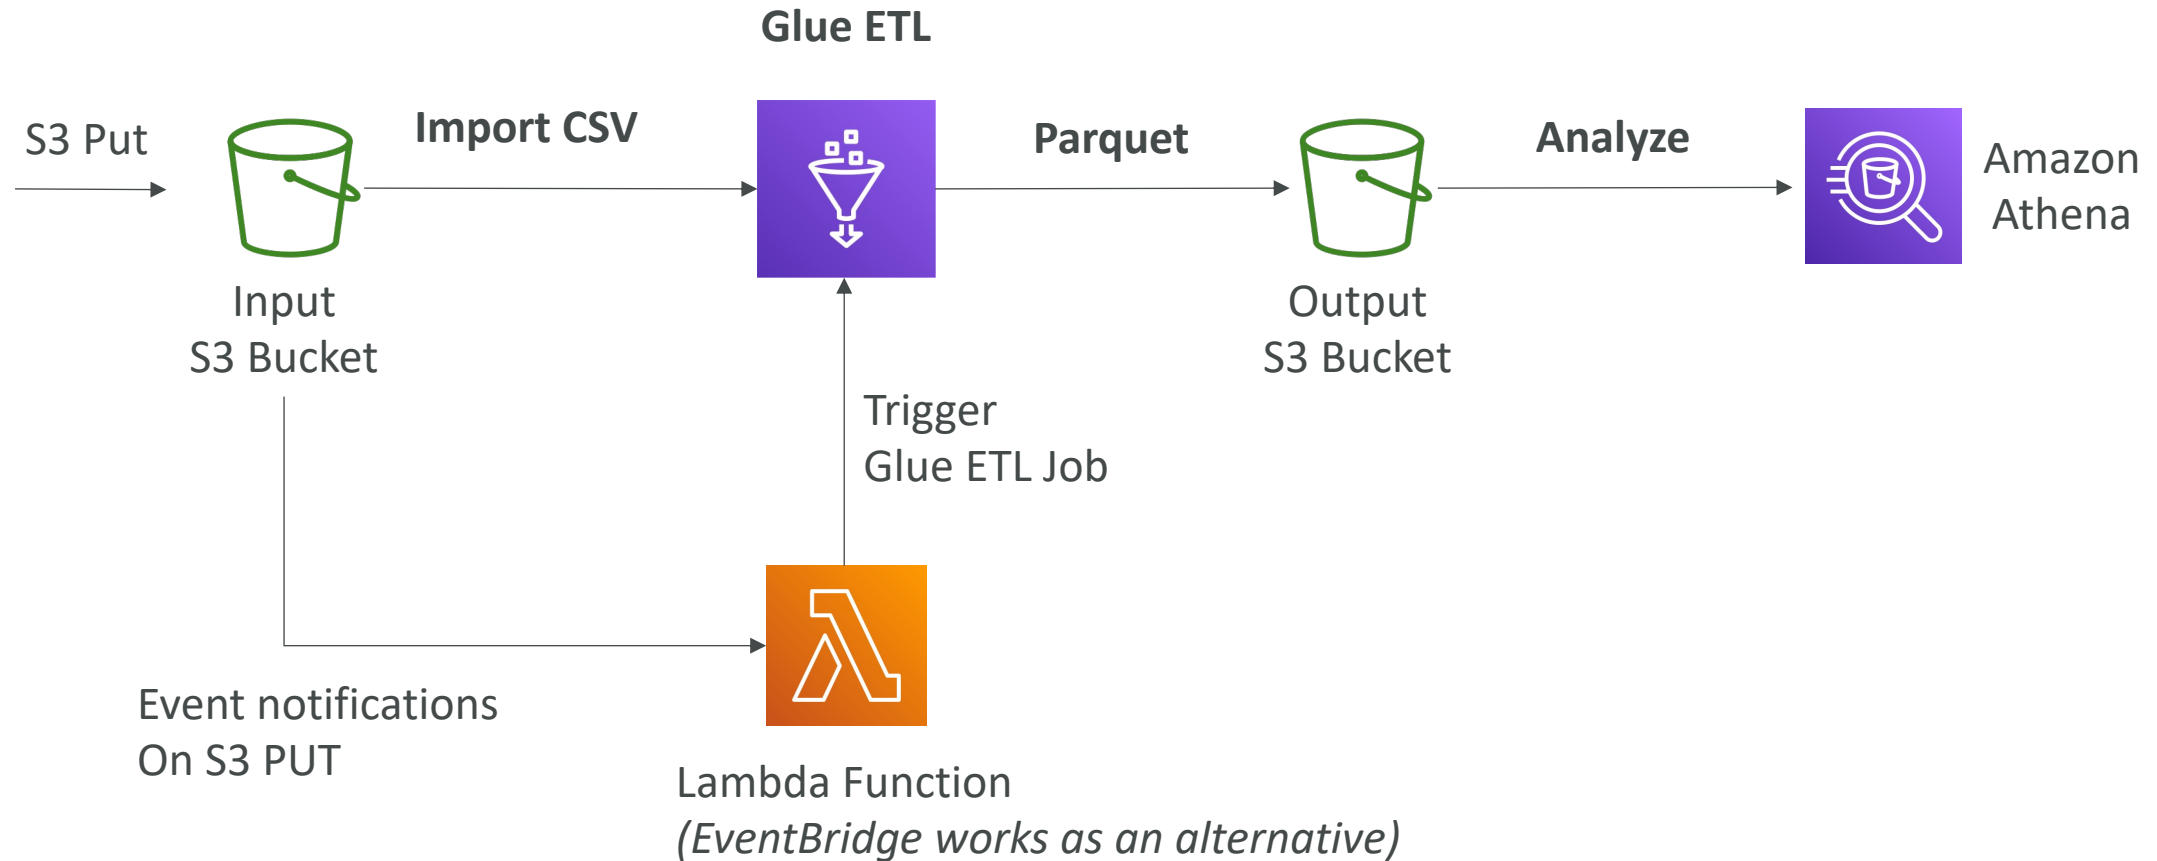 Glue ETL
S3 Put
Import CSV
Parquet
Analyze
Amazon
Athena
Input
S3 Bucket
Output
S3 Bucket
Trigger
Glue ETL Job
Event notifications
On S3 PUT
Lambda Function
(EventBridge works as an alternative)